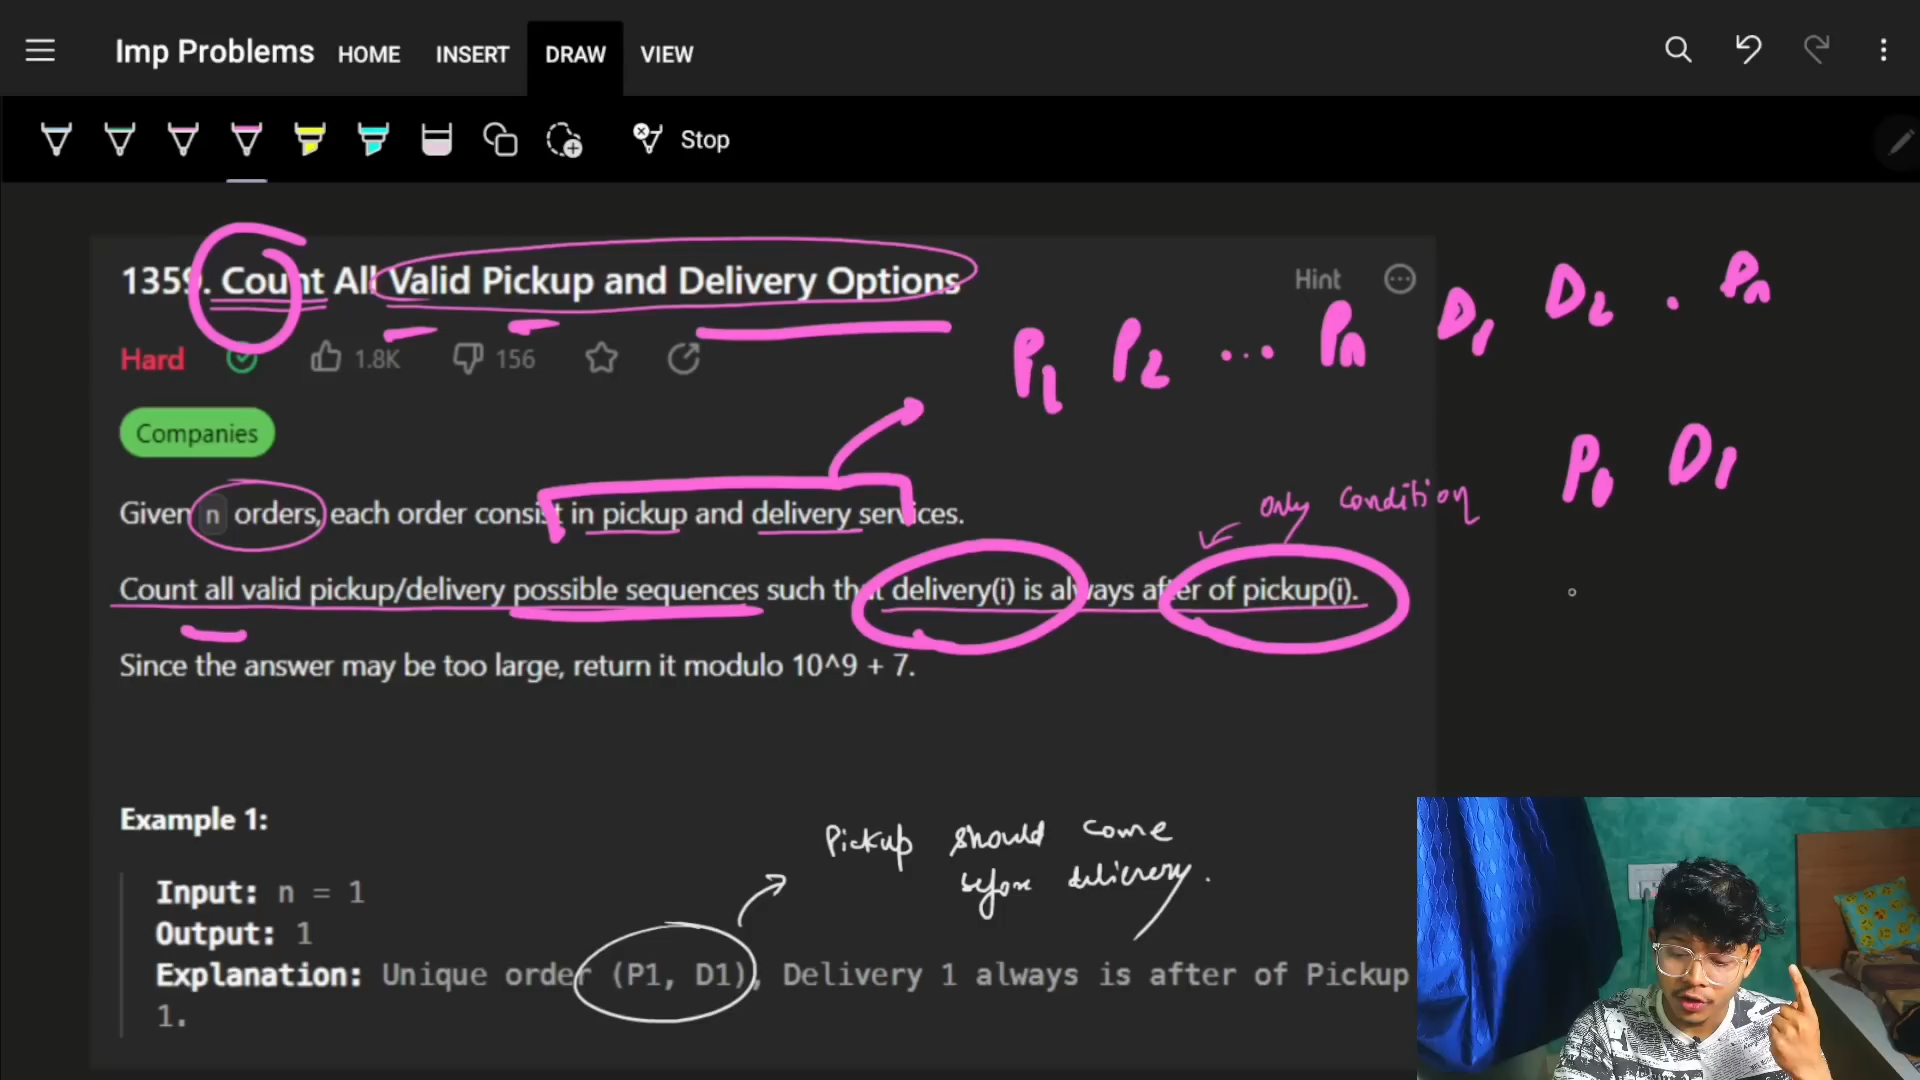 Imp Problems HOME INSERT DRAW VIEW
Stop
1359. Count All Valid Pickup and Delivery Options
Hint
P1 P2 ... Pn D1 D2 . Pn
Hard 1.8K 156
Companies
P1 D1
Only Condition
Given n orders, each order consist in pickup and delivery services.
Count all valid pickup/delivery possible sequences such that delivery(i) is always after of pickup(i).
Since the answer may be too large, return it modulo 10^9 + 7.
Example 1:
Pickup should come
before delivery.
Input: n = 1
Output: 1
Explanation: Unique order (P1, D1), Delivery 1 always is after of Pickup
1.